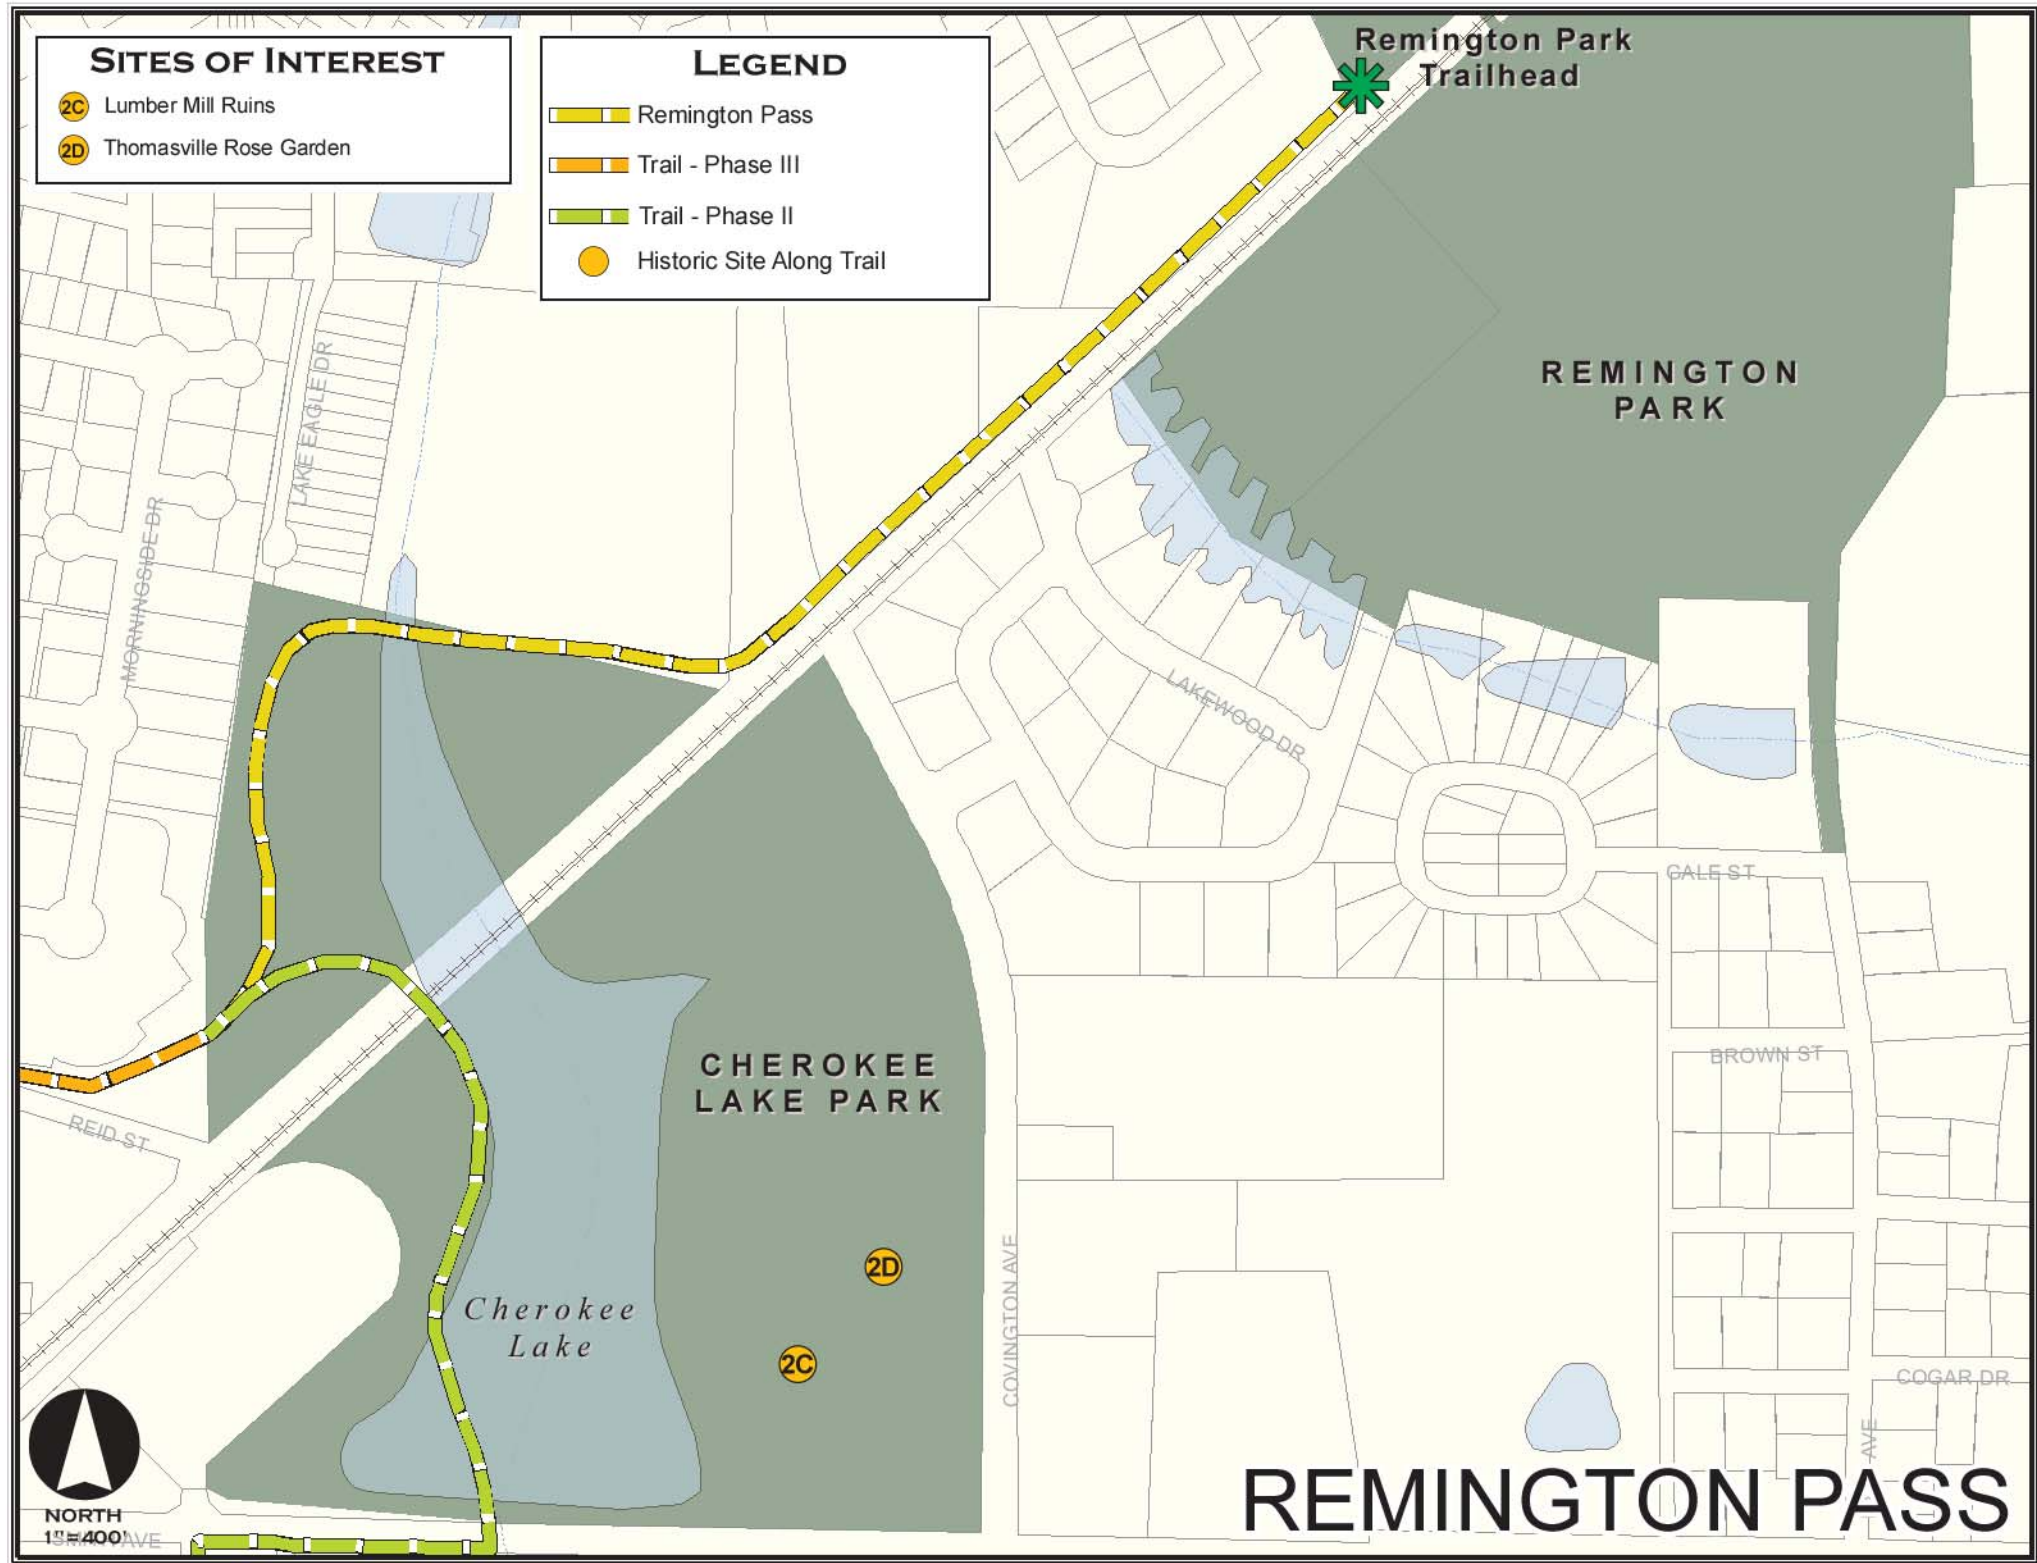 SITES OF INTEREST
2C Lumber Mill Ruins
2D Thomasville Rose Garden
LEGEND
Remington Pass
Trail - Phase III
Trail - Phase II
Historic Site Along Trail
Remington Park
Trailhead
REMINGTON
PARK
LAKE EAGLE DR
MORNINGSIDE DR
LAKEWOOD DR
GALE ST
BROWN ST
CHEROKEE
LAKE PARK
REID ST
2D
COVINGTON AVE
Cherokee
Lake
2C
COGAR DR
AVE
REMINGTON PASS
NORTH
1"=400'
AVE